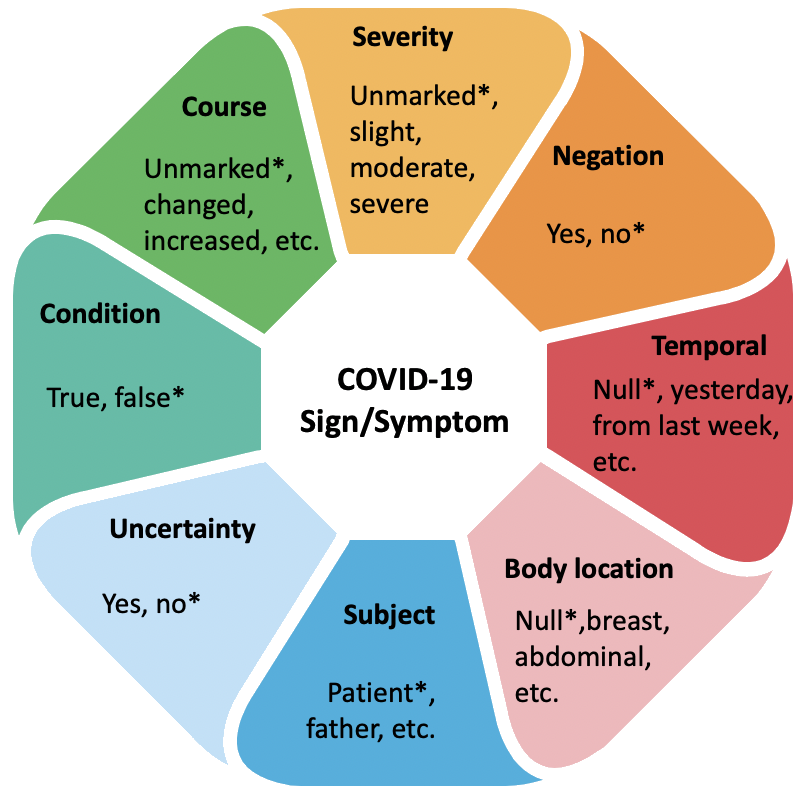 Severity
Unmarked*,
slight,
moderate,
severe
Negation
Yes, no*
Temporal
Null*, yesterday,
from last week,
etc.
Body location
Null*,breast,
abdominal,
etc.
Subject
Patient*,
father, etc.
Uncertainty
Yes, no*
Condition
True, false*
Course
Unmarked*,
changed,
increased, etc.
COVID-19
Sign/Symptom